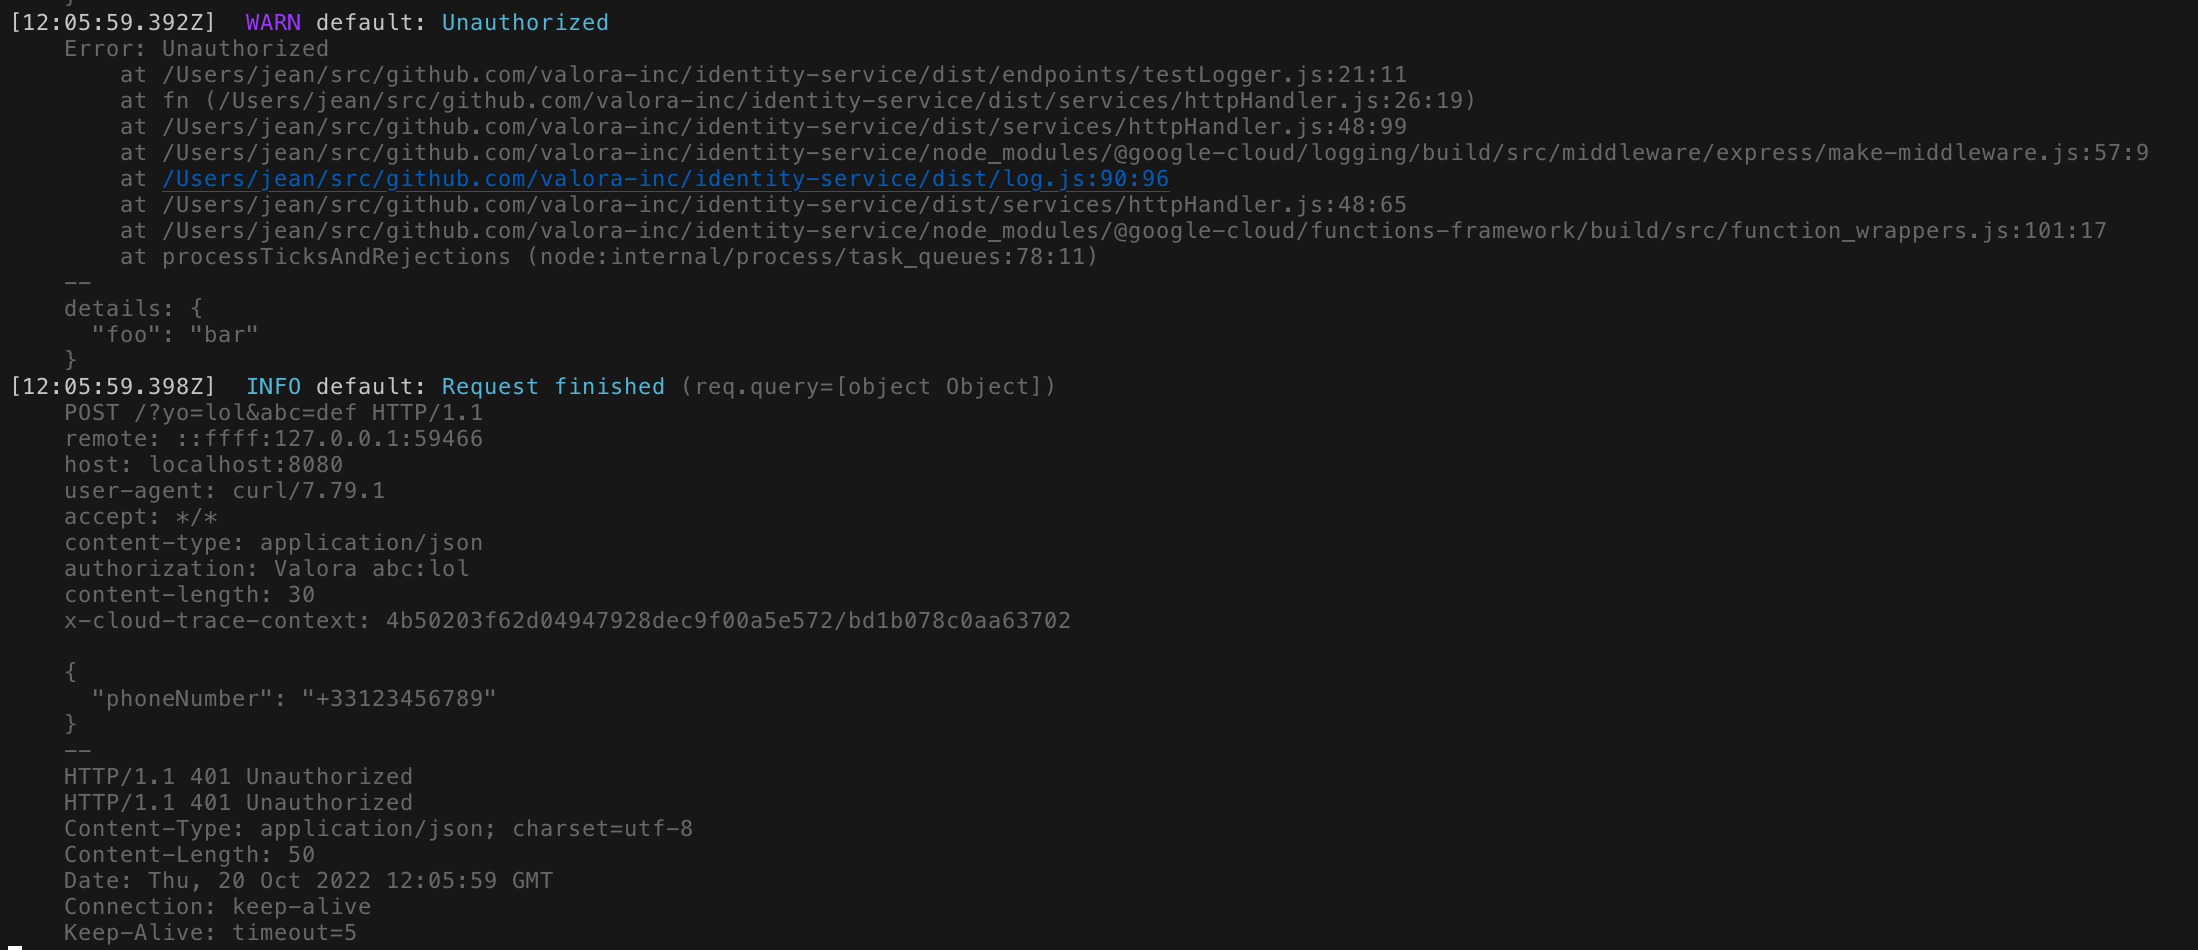 }
[12:05:59.392Z]  WARN default: Unauthorized
    Error: Unauthorized
        at /Users/jean/src/github.com/valora-inc/identity-service/dist/endpoints/testLogger.js:21:11
        at fn (/Users/jean/src/github.com/valora-inc/identity-service/dist/services/httpHandler.js:26:19)
        at /Users/jean/src/github.com/valora-inc/identity-service/dist/services/httpHandler.js:48:99
        at /Users/jean/src/github.com/valora-inc/identity-service/node_modules/@google-cloud/logging/build/src/middleware/express/make-middleware.js:57:9
        at /Users/jean/src/github.com/valora-inc/identity-service/dist/log.js:90:96
        at /Users/jean/src/github.com/valora-inc/identity-service/dist/services/httpHandler.js:48:65
        at /Users/jean/src/github.com/valora-inc/identity-service/node_modules/@google-cloud/functions-framework/build/src/function_wrappers.js:101:17
        at processTicksAndRejections (node:internal/process/task_queues:78:11)
    --
    details: {
      "foo": "bar"
    }
[12:05:59.398Z]  INFO default: Request finished (req.query=[object Object])
    POST /?yo=lol&abc=def HTTP/1.1
    remote: ::ffff:127.0.0.1:59466
    host: localhost:8080
    user-agent: curl/7.79.1
    accept: */*
    content-type: application/json
    authorization: Valora abc:lol
    content-length: 30
    x-cloud-trace-context: 4b50203f62d04947928dec9f00a5e572/bd1b078c0aa63702

    {
      "phoneNumber": "+33123456789"
    }
    --
    HTTP/1.1 401 Unauthorized
    HTTP/1.1 401 Unauthorized
    Content-Type: application/json; charset=utf-8
    Content-Length: 50
    Date: Thu, 20 Oct 2022 12:05:59 GMT
    Connection: keep-alive
    Keep-Alive: timeout=5